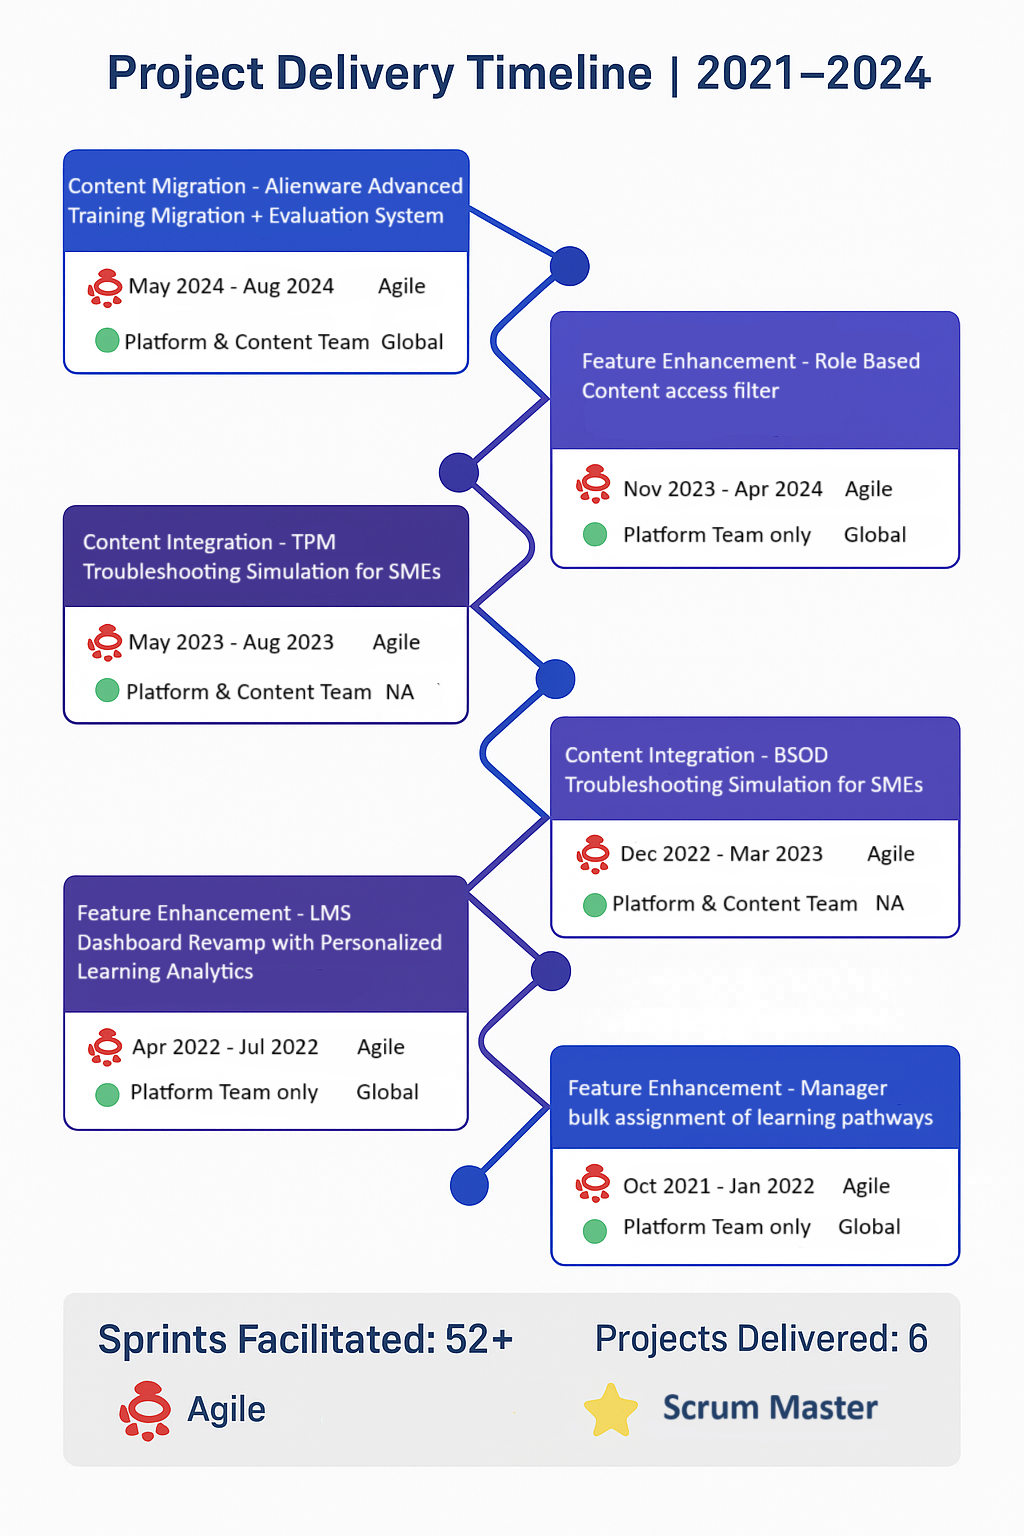 Project Delivery Timeline | 2021–2024
Content Migration - Alienware Advanced
Training Migration + Evaluation System
May 2024 - Aug 2024 Agile
Platform & Content Team Global
Feature Enhancement - Role Based
Content access filter
Nov 2023 - Apr 2024 Agile
Platform Team only Global
Content Integration - TPM
Troubleshooting Simulation for SMEs
May 2023 - Aug 2023 Agile
Platform & Content Team NA
Content Integration - BSOD
Troubleshooting Simulation for SMEs
Dec 2022 - Mar 2023 Agile
Platform & Content Team NA
Feature Enhancement - LMS
Dashboard Revamp with Personalized
Learning Analytics
Apr 2022 - Jul 2022 Agile
Platform Team only Global
Feature Enhancement - Manager
bulk assignment of learning pathways
Oct 2021 - Jan 2022 Agile
Platform Team only Global
Sprints Facilitated: 52+
Projects Delivered: 6
Agile
Scrum Master